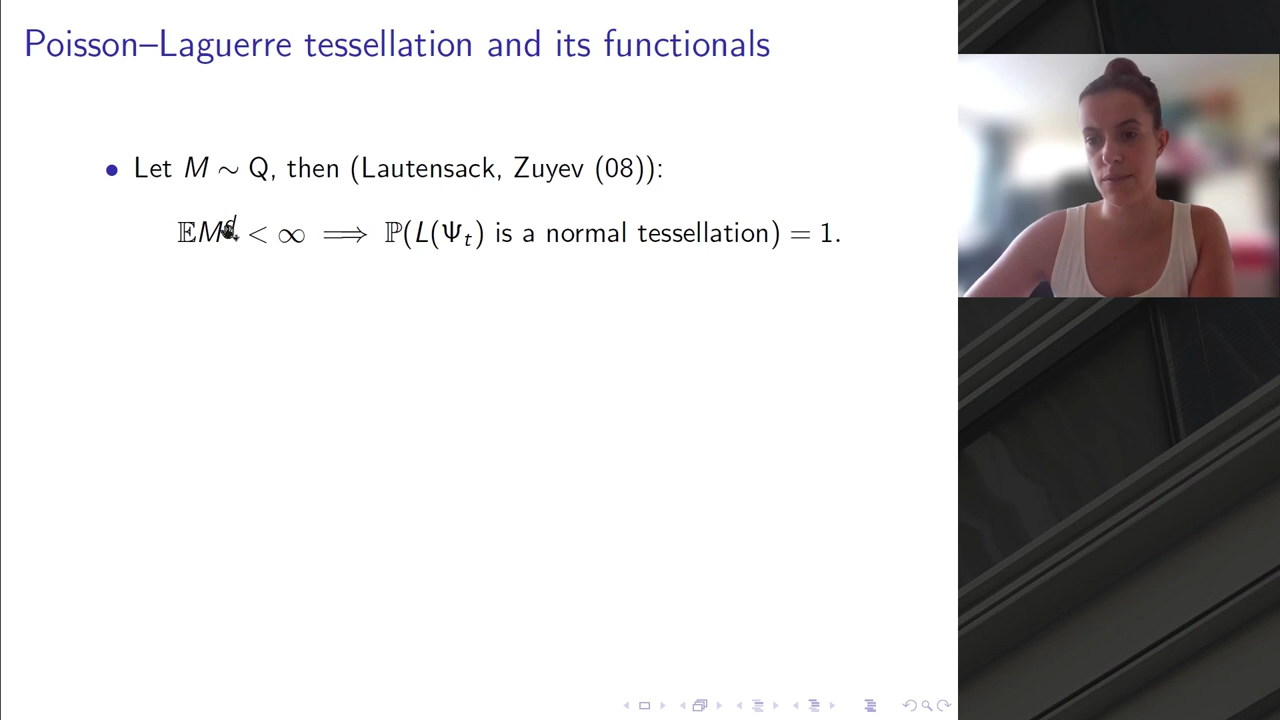 Poisson–Laguerre tessellation and its functionals
• Let M ∼ Q, then (Lautensack, Zuyev (08)):
𝔼M^d < ∞ ⟹ ℙ(L(Ψ_t) is a normal tessellation) = 1.